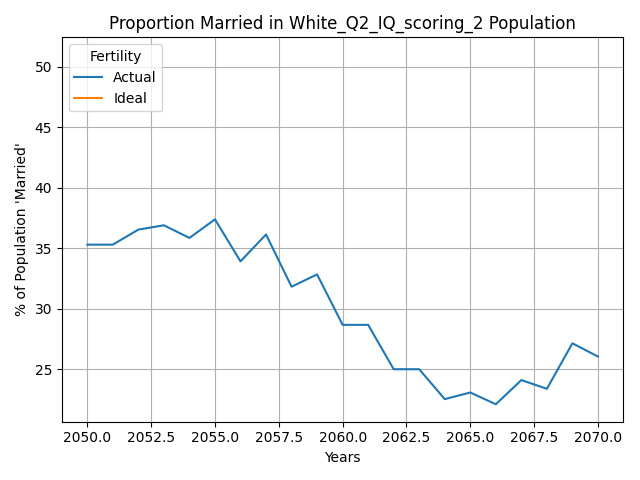 Proportion Married in White_Q2_IQ_scoring_2 Population
Fertility
Actual
Ideal
% of Population 'Married'
50
45
40
35
30
25
2050.0 2052.5 2055.0 2057.5 2060.0 2062.5 2065.0 2067.5 2070.0
Years